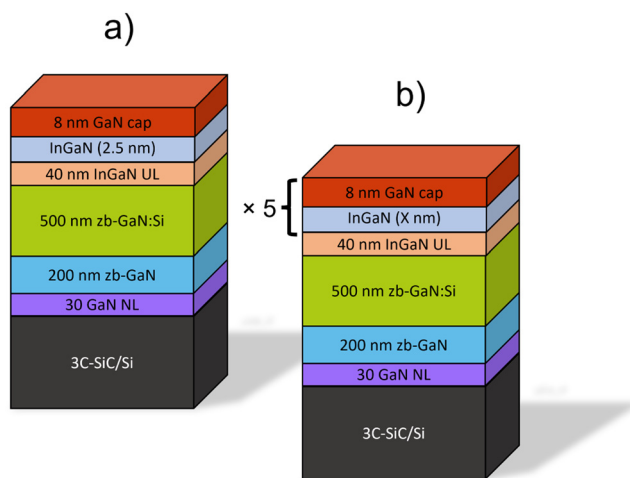 a)
8 nm GaN cap
InGaN (2.5 nm)
40 nm InGaN UL
500 nm zb-GaN:Si
200 nm zb-GaN
30 GaN NL
3C-SiC/Si
b)
× 5
8 nm GaN cap
InGaN (X nm)
40 nm InGaN UL
500 nm zb-GaN:Si
200 nm zb-GaN
30 GaN NL
3C-SiC/Si